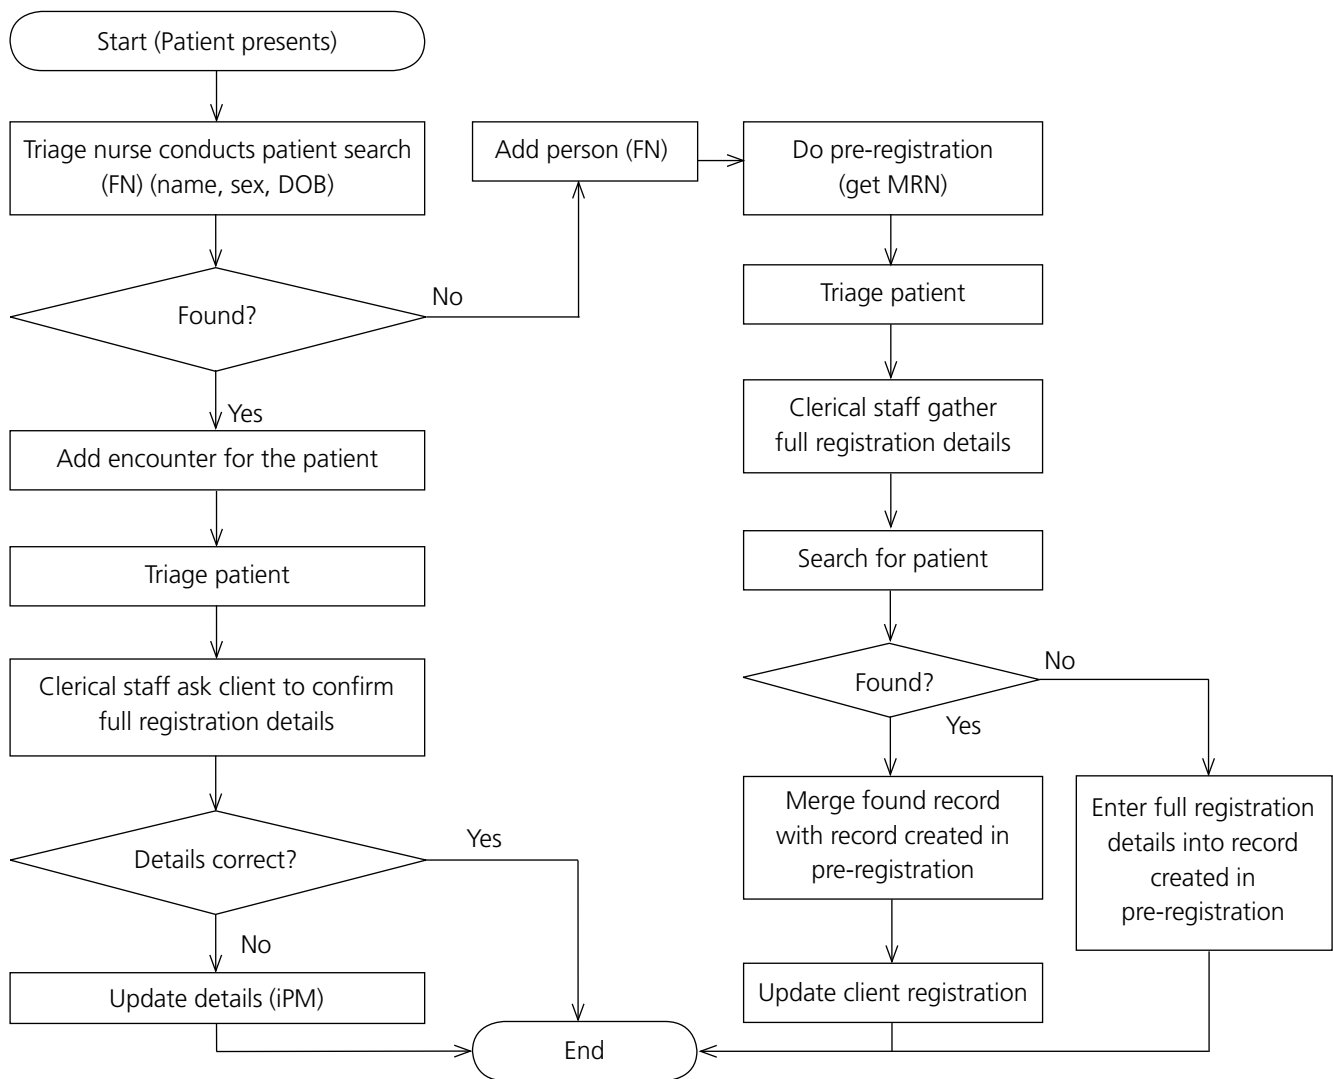 Start (Patient presents)
Triage nurse conducts patient search
(FN) (name, sex, DOB)
Found?
No
Yes
Add encounter for the patient
Triage patient
Clerical staff ask client to confirm
full registration details
Details correct?
Yes
No
Update details (iPM)
Add person (FN)
Do pre-registration
(get MRN)
Triage patient
Clerical staff gather
full registration details
Search for patient
Found?
No
Yes
Merge found record
with record created in
pre-registration
Update client registration
Enter full registration
details into record
created in
pre-registration
End